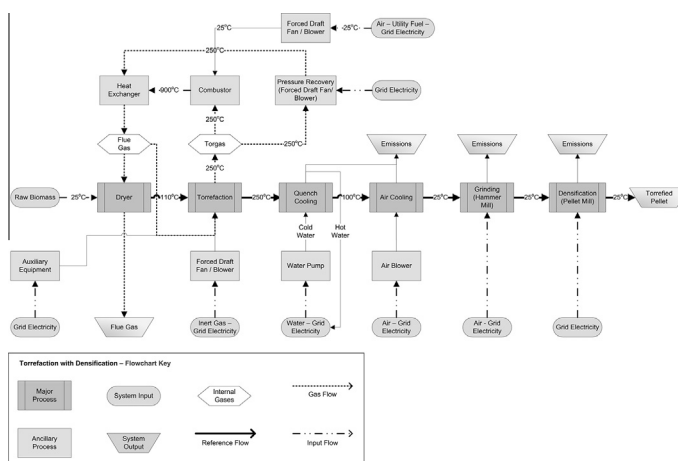 Forced Draft
Fan / Blower
Air – Utility Fuel –
Grid Electricity
25°C
-25°C
250°C
Heat
Exchanger
-900°C
Combustor
Pressure Recovery
(Forced Draft Fan/
Blower)
Grid Electricity
Flue
Gas
250°C
Torgas
250°C
250°C
Emissions
Emissions
Emissions
Raw Biomass
25°C
Dryer
110°C
Torrefaction
250°C
Quench
Cooling
100°C
Air Cooling
25°C
Grinding
(Hammer
Mill)
25°C
Densification
(Pellet Mill)
25°C
Torrefied
Pellet
Cold
Water
Hot
Water
Auxiliary
Equipment
Forced Draft
Fan / Blower
Water Pump
Air Blower
Grid Electricity
Flue Gas
Inert Gas –
Grid Electricity
Water – Grid
Electricity
Air – Grid
Electricity
Air - Grid
Electricity
Grid
Electricity
Torrefaction with Densification – Flowchart Key
Major
Process
System Input
Internal
Gases
Gas Flow
Ancillary
Process
System
Output
Reference Flow
Input Flow